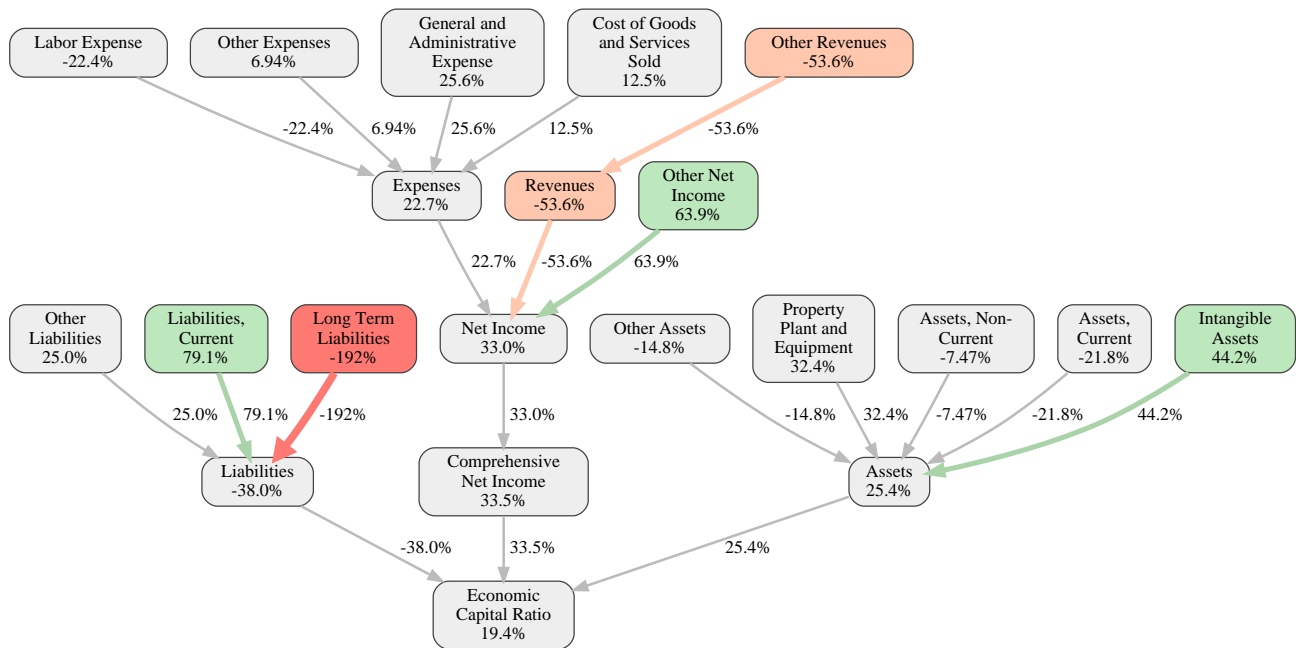 Labor Expense
-22.4%
Other Expenses
6.94%
General and
Administrative
Expense
25.6%
Cost of Goods
and Services
Sold
12.5%
Other Revenues
-53.6%
-22.4%
6.94%
25.6%
12.5%
-53.6%
Expenses
22.7%
Revenues
-53.6%
Other Net
Income
63.9%
22.7%
-53.6%
63.9%
Other
Liabilities
25.0%
Liabilities,
Current
79.1%
Long Term
Liabilities
-192%
Net Income
33.0%
Other Assets
-14.8%
Property
Plant and
Equipment
32.4%
Assets, Non-
Current
-7.47%
Assets,
Current
-21.8%
Intangible
Assets
44.2%
25.0%
79.1%
-192%
33.0%
-14.8%
32.4%
-7.47%
-21.8%
44.2%
Liabilities
-38.0%
Comprehensive
Net Income
33.5%
Assets
25.4%
-38.0%
33.5%
25.4%
Economic
Capital Ratio
19.4%